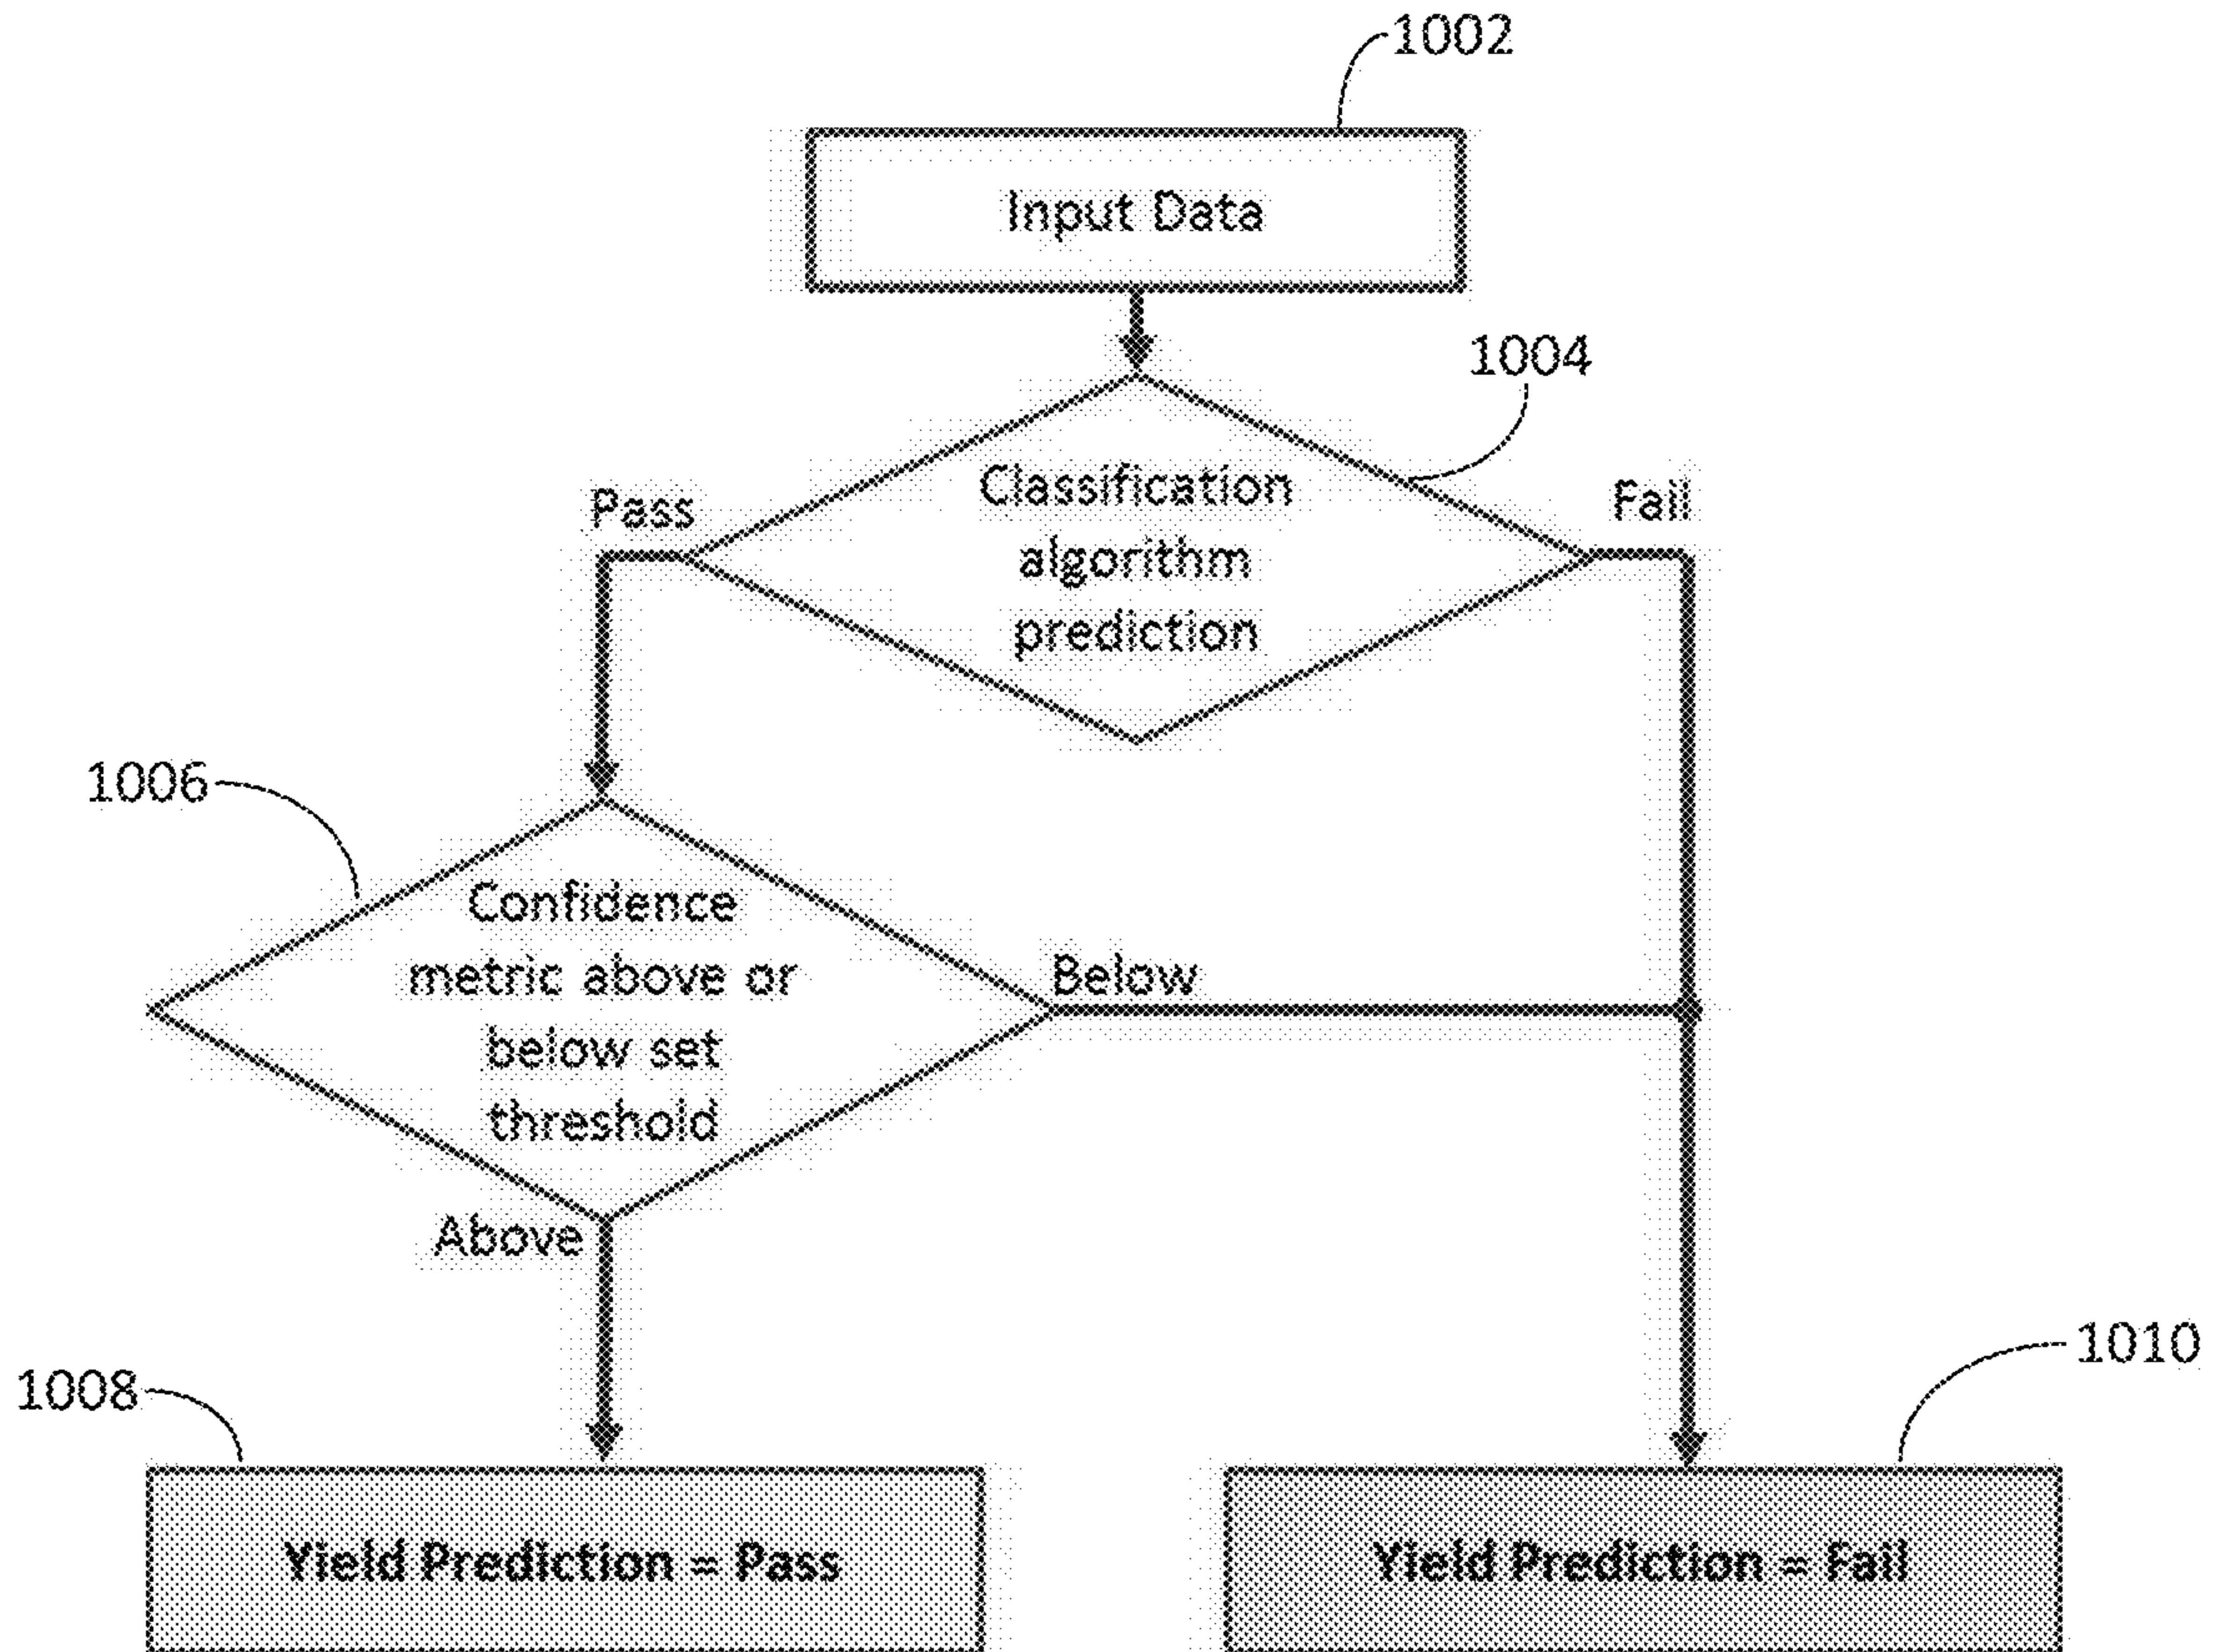 1002
Input Data
1004
Classification
algorithm
prediction
Pass
Fail
1006
Confidence
metric above or
below set
threshold
Below
Above
1008
1010
Yield Prediction = Pass
Yield Prediction = Fail